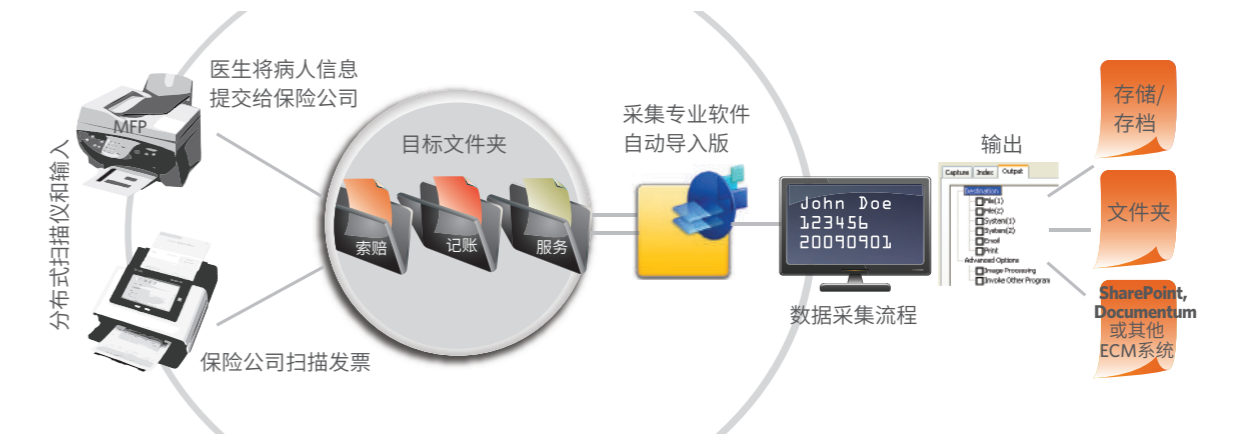 分布式扫描仪和输入
MFP
医生将病人信息
提交给保险公司
保险公司扫描发票
目标文件夹
索赔
记账
服务
采集专业软件
自动导入版
John Doe
123456
20090901
数据采集流程
输出
Capture Index Output
Destination
File(1)
File(2)
System(1)
System(2)
Email
Print
Advanced Options
Image Processing
Invoke Other Program
存储/
存档
文件夹
SharePoint,
Documentum
或其他
ECM系统